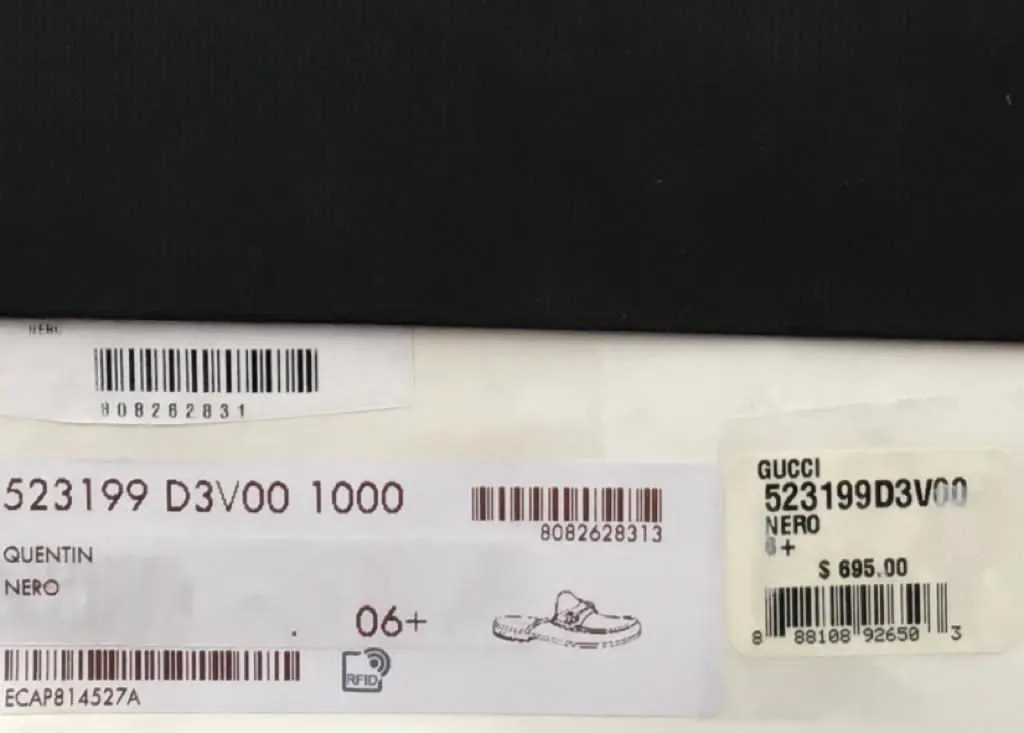 NERO
808262831
523199 D3V00 1000
8082628313
QUENTIN
NERO
06+
RFID
ECAP814527A
GUCCI
523199D3V00
NERO
6+
$ 695.00
8 88108 92650 3